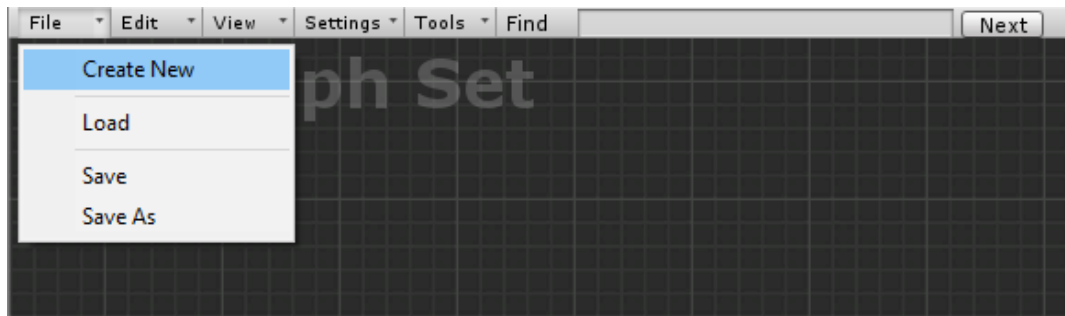 File Edit View Settings Tools Find Next
Create New
ph Set
Load
Save
Save As